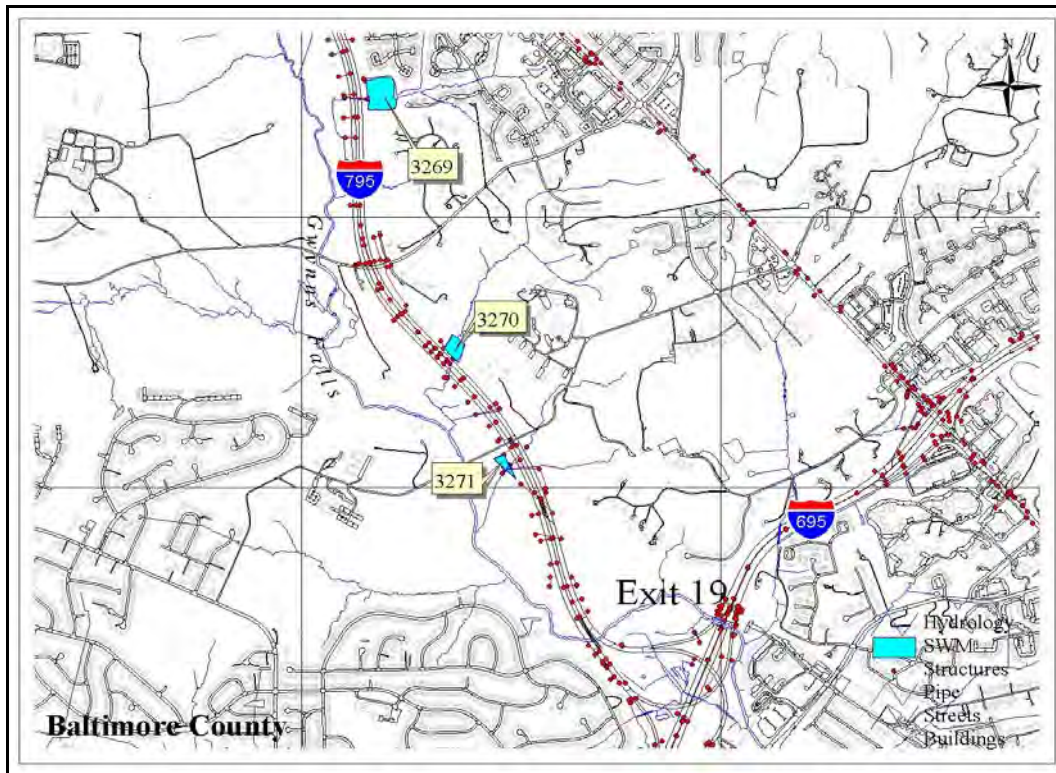 N
3269
795
Gwynns Falls
3270
3271
695
Exit 19
Hydrology
SWM
Structures
Pipe
Streets
Buildings
Baltimore County